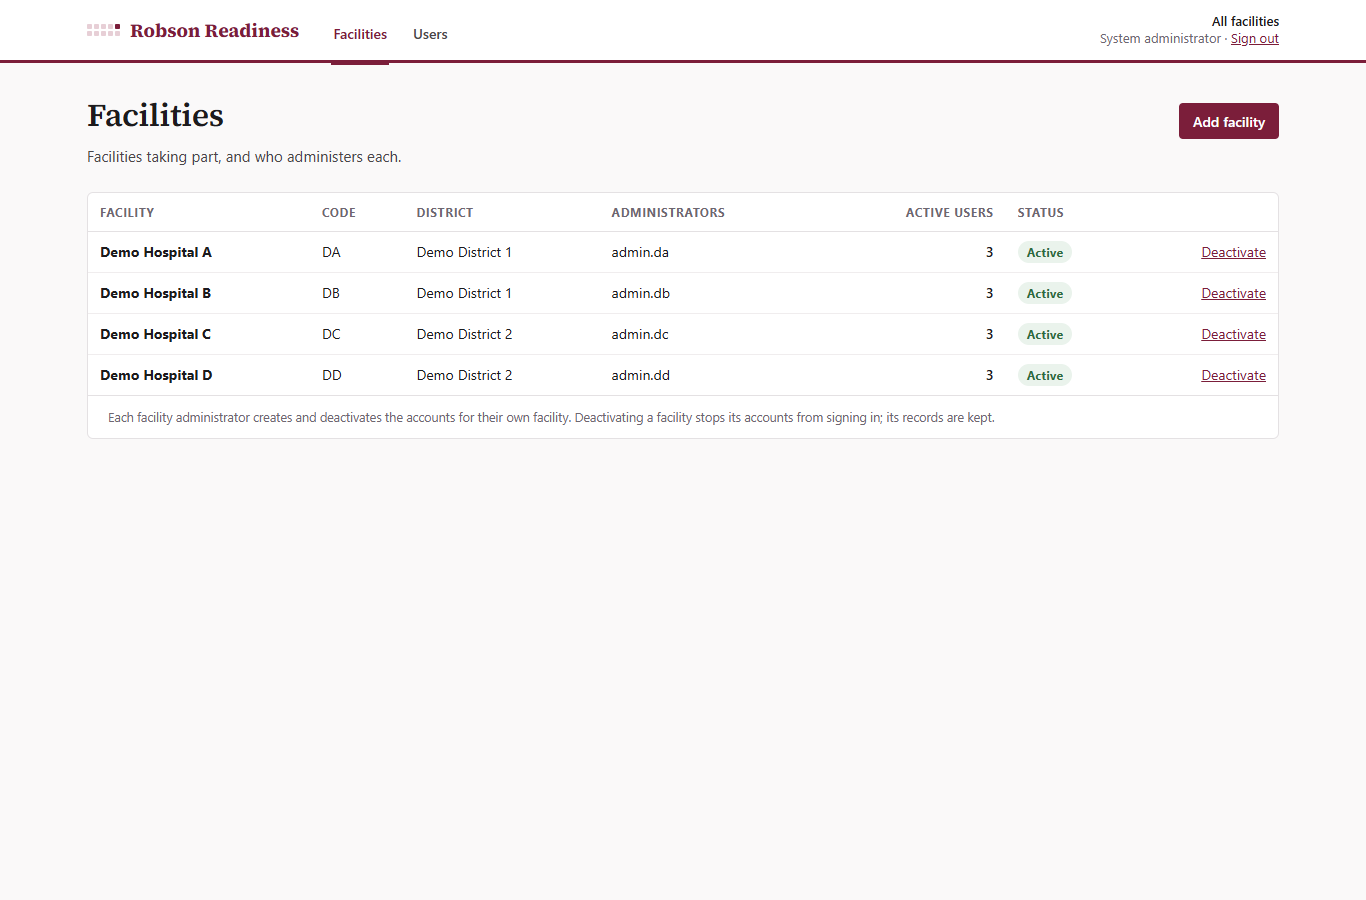 Robson Readiness
Facilities
Users
All facilities
System administrator · Sign out
Facilities
Add facility
Facilities taking part, and who administers each.
FACILITY CODE DISTRICT ADMINISTRATORS ACTIVE USERS STATUS
Demo Hospital A DA Demo District 1 admin.da 3 Active Deactivate
Demo Hospital B DB Demo District 1 admin.db 3 Active Deactivate
Demo Hospital C DC Demo District 2 admin.dc 3 Active Deactivate
Demo Hospital D DD Demo District 2 admin.dd 3 Active Deactivate
Each facility administrator creates and deactivates the accounts for their own facility. Deactivating a facility stops its accounts from signing in; its records are kept.